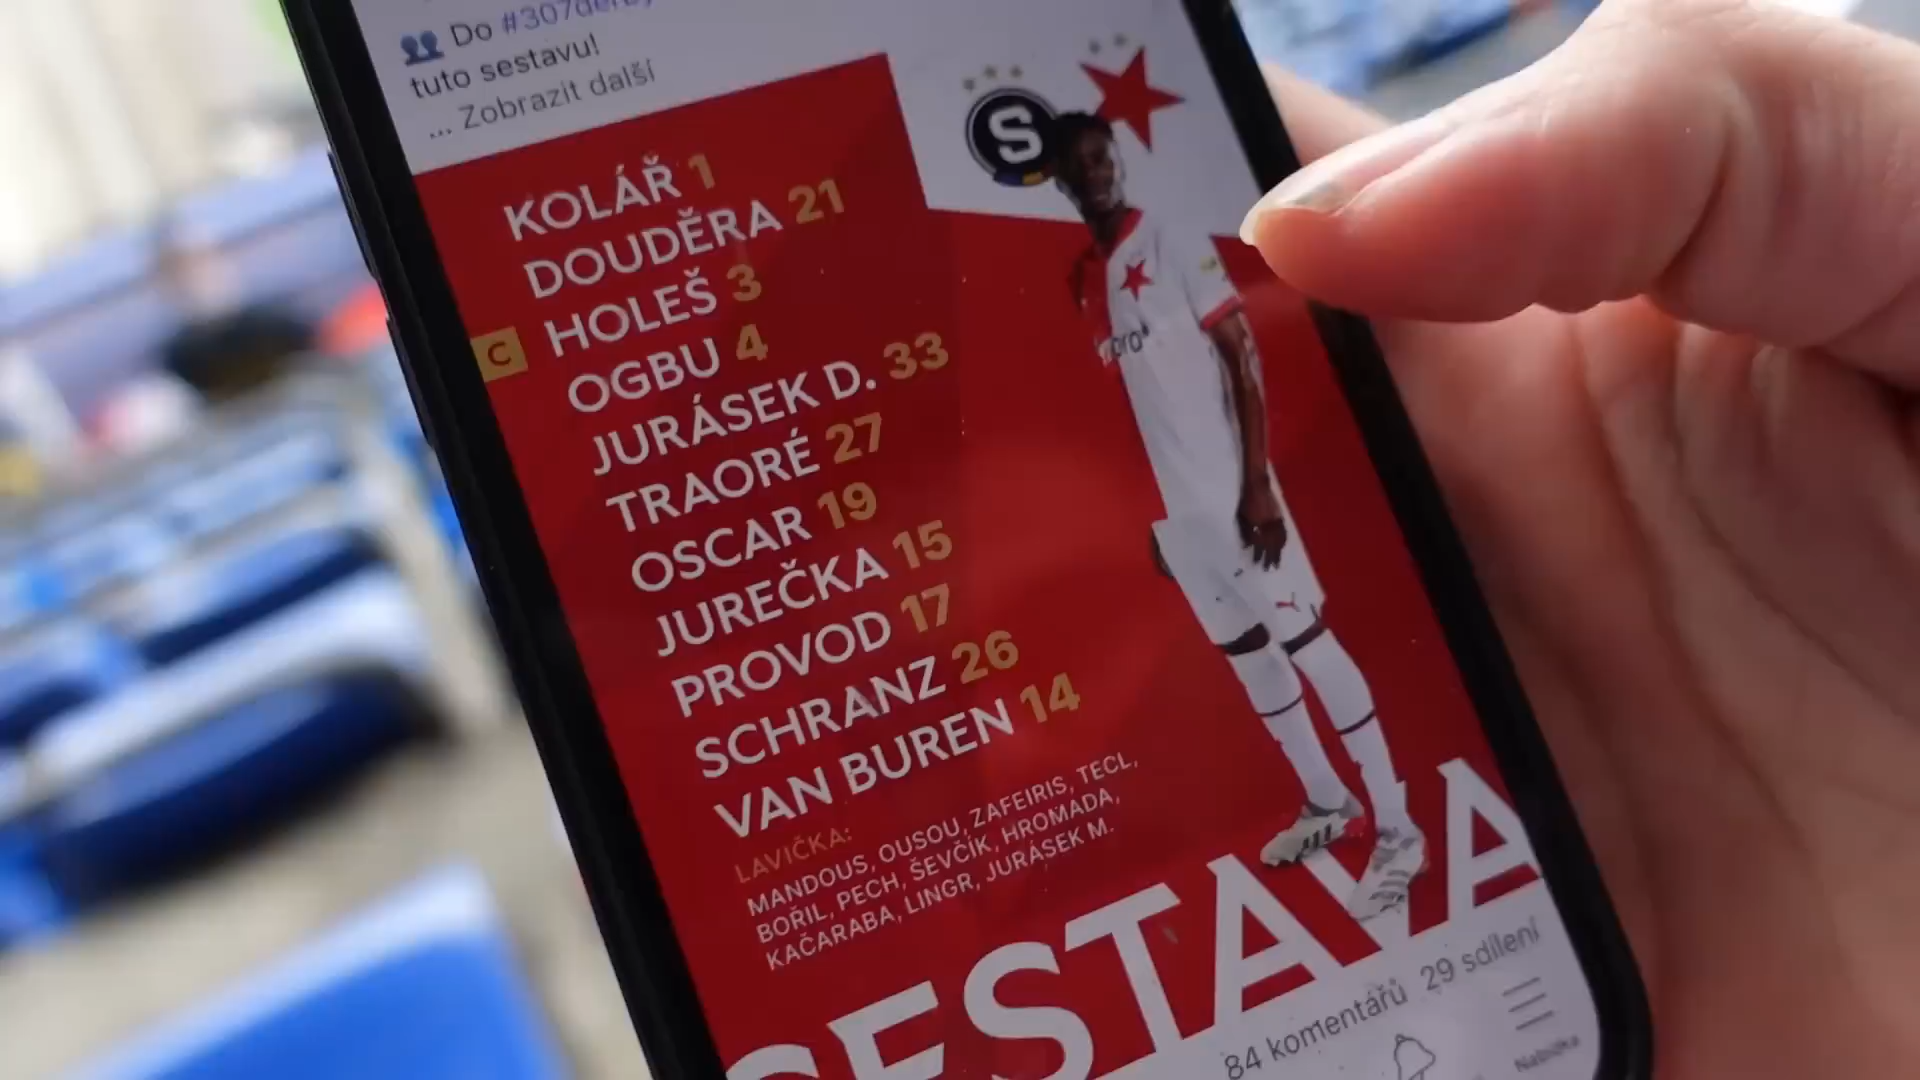 Do #307derby
tuto sestavu!
... Zobrazit další
S
KOLÁŘ 1
DOUDĚRA 21
C HOLEŠ 3
OGBU 4
JURÁSEK D. 33
TRAORÉ 27
OSCAR 19
JUREČKA 15
PROVOD 17
SCHRANZ 26
VAN BUREN 14
LAVIČKA:
MANDOUS, OUSOU, ZAFEIRIS, TECL,
BOŘIL, PECH, ŠEVČÍK, HROMADA,
KAČARABA, LINGR, JURÁSEK M.
SESTAVA
84 komentářů 29 sdílení
Nabídka